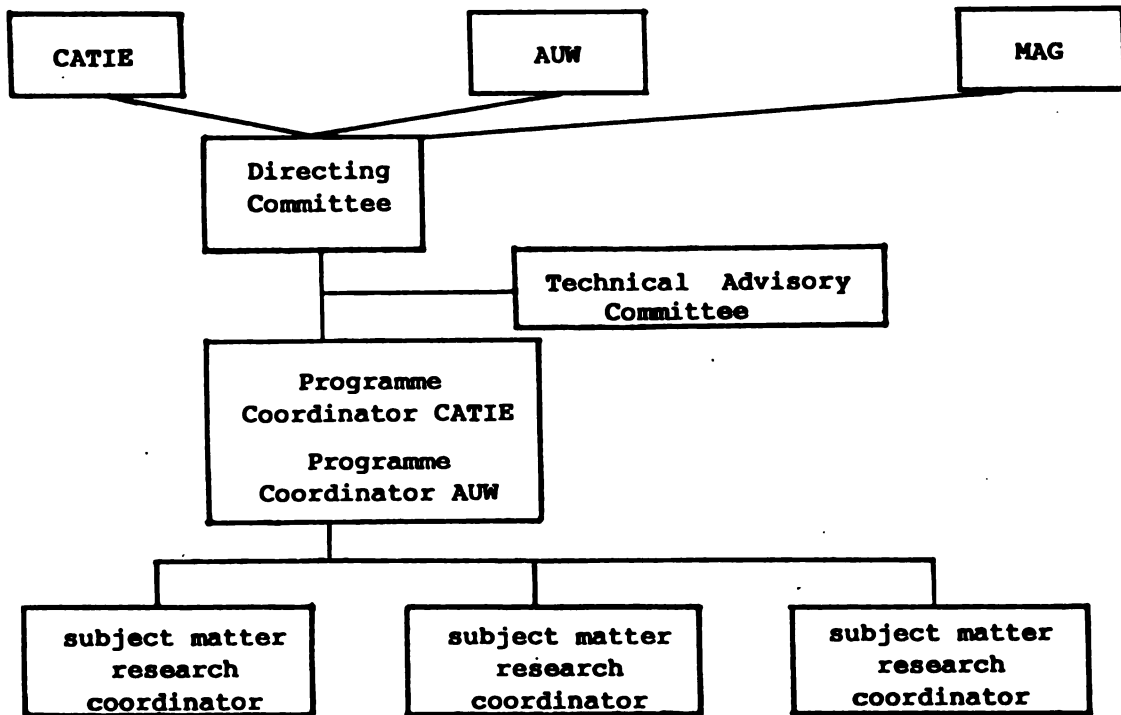 CATIE
AUW
MAG
Directing
Committee
Technical Advisory
Committee
Programme
Coordinator CATIE
Programme
Coordinator AUW
subject matter
research
coordinator
subject matter
research
coordinator
subject matter
research
coordinator